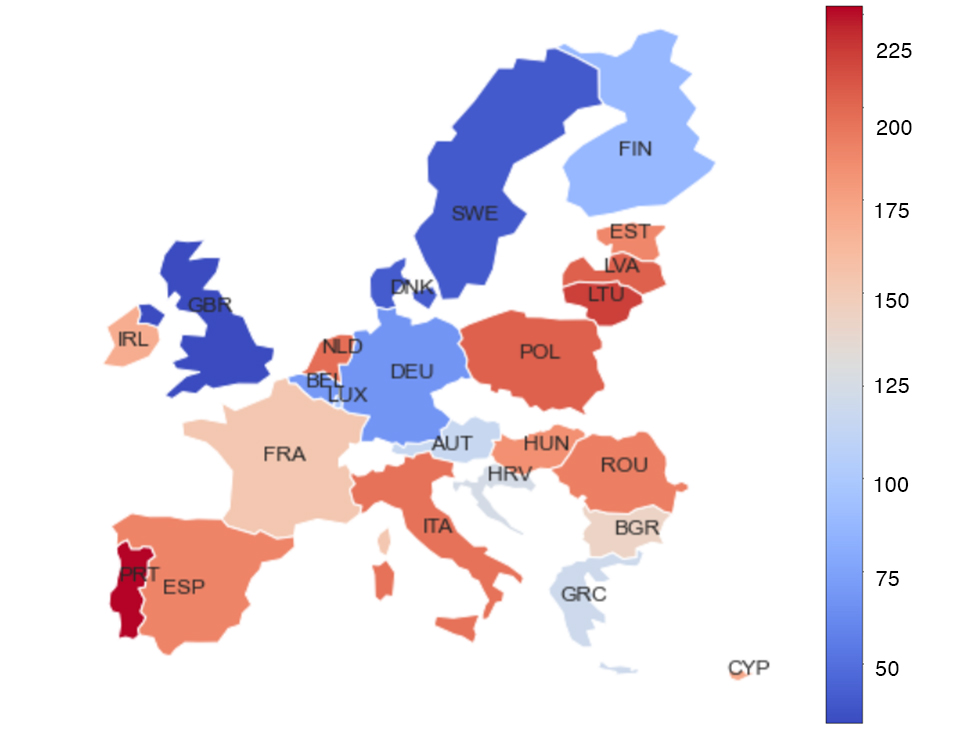 FIN
SWE
EST
LVA
LTU
DNK
GBR
IRL
NLD
POL
DEU
BEL
LUX
AUT
HUN
FRA
HRV
ROU
ITA
BGR
PRT
ESP
GRC
CYP
225
200
175
150
125
100
75
50